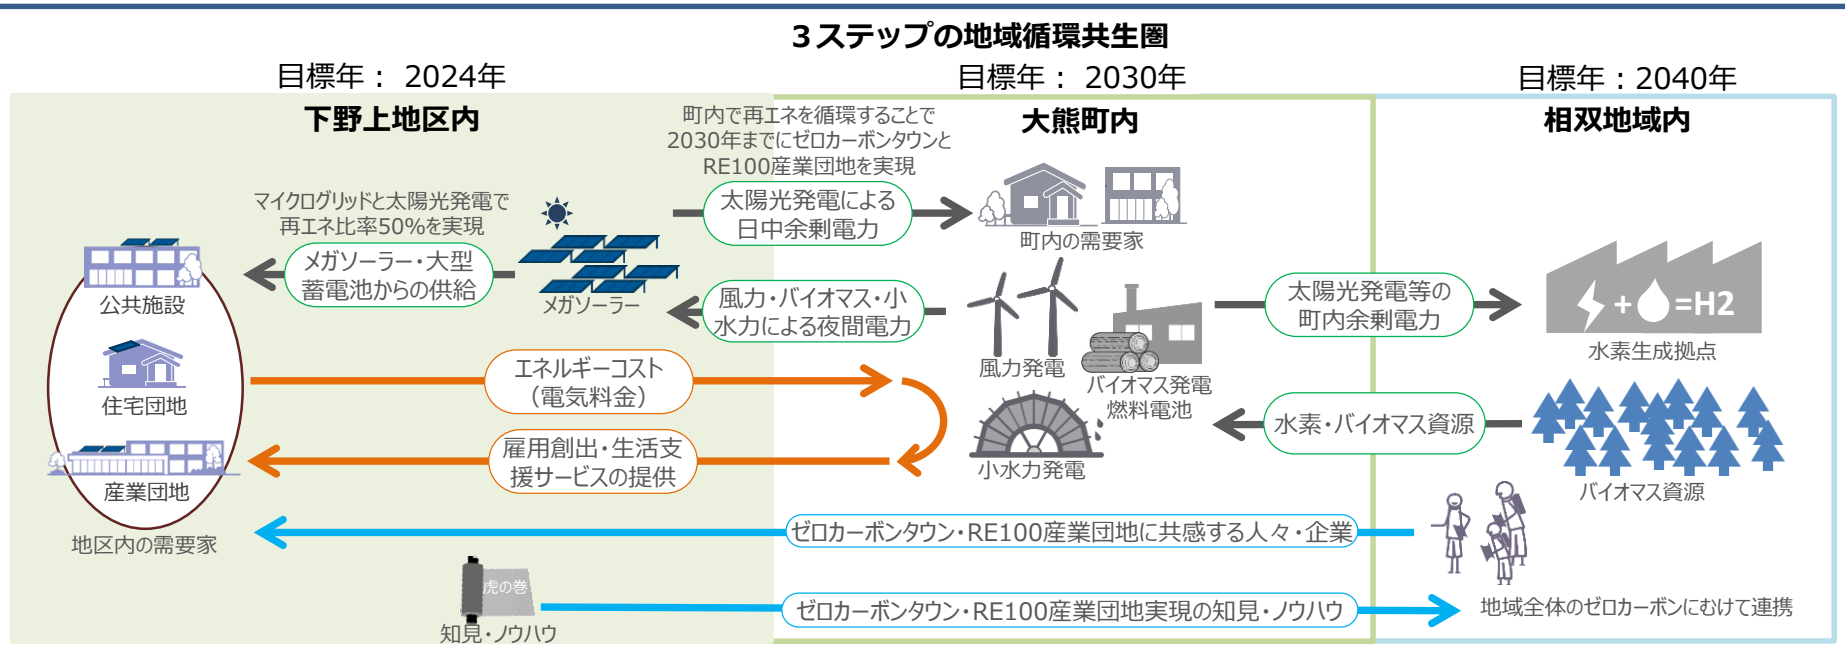 ３ステップの地域循環共生圏
目標年： 2024年
目標年： 2030年
目標年：2040年
下野上地区内
大熊町内
相双地域内
町内で再エネを循環することで
2030年までにゼロカーボンタウンと
RE100産業団地を実現
マイクログリッドと太陽光発電で
再エネ比率50%を実現
メガソーラー・大型
蓄電池からの供給
メガソーラー
太陽光発電による
日中余剰電力
町内の需要家
風力・バイオマス・小
水力による夜間電力
風力発電
バイオマス発電
燃料電池
小水力発電
太陽光発電等の
町内余剰電力
+ =H2
水素生成拠点
水素・バイオマス資源
バイオマス資源
公共施設
住宅団地
産業団地
地区内の需要家
エネルギーコスト
（電気料金）
雇用創出・生活支
援サービスの提供
ゼロカーボンタウン・RE100産業団地に共感する人々・企業
虎の巻
知見・ノウハウ
ゼロカーボンタウン・RE100産業団地実現の知見・ノウハウ
地域全体のゼロカーボンにむけて連携